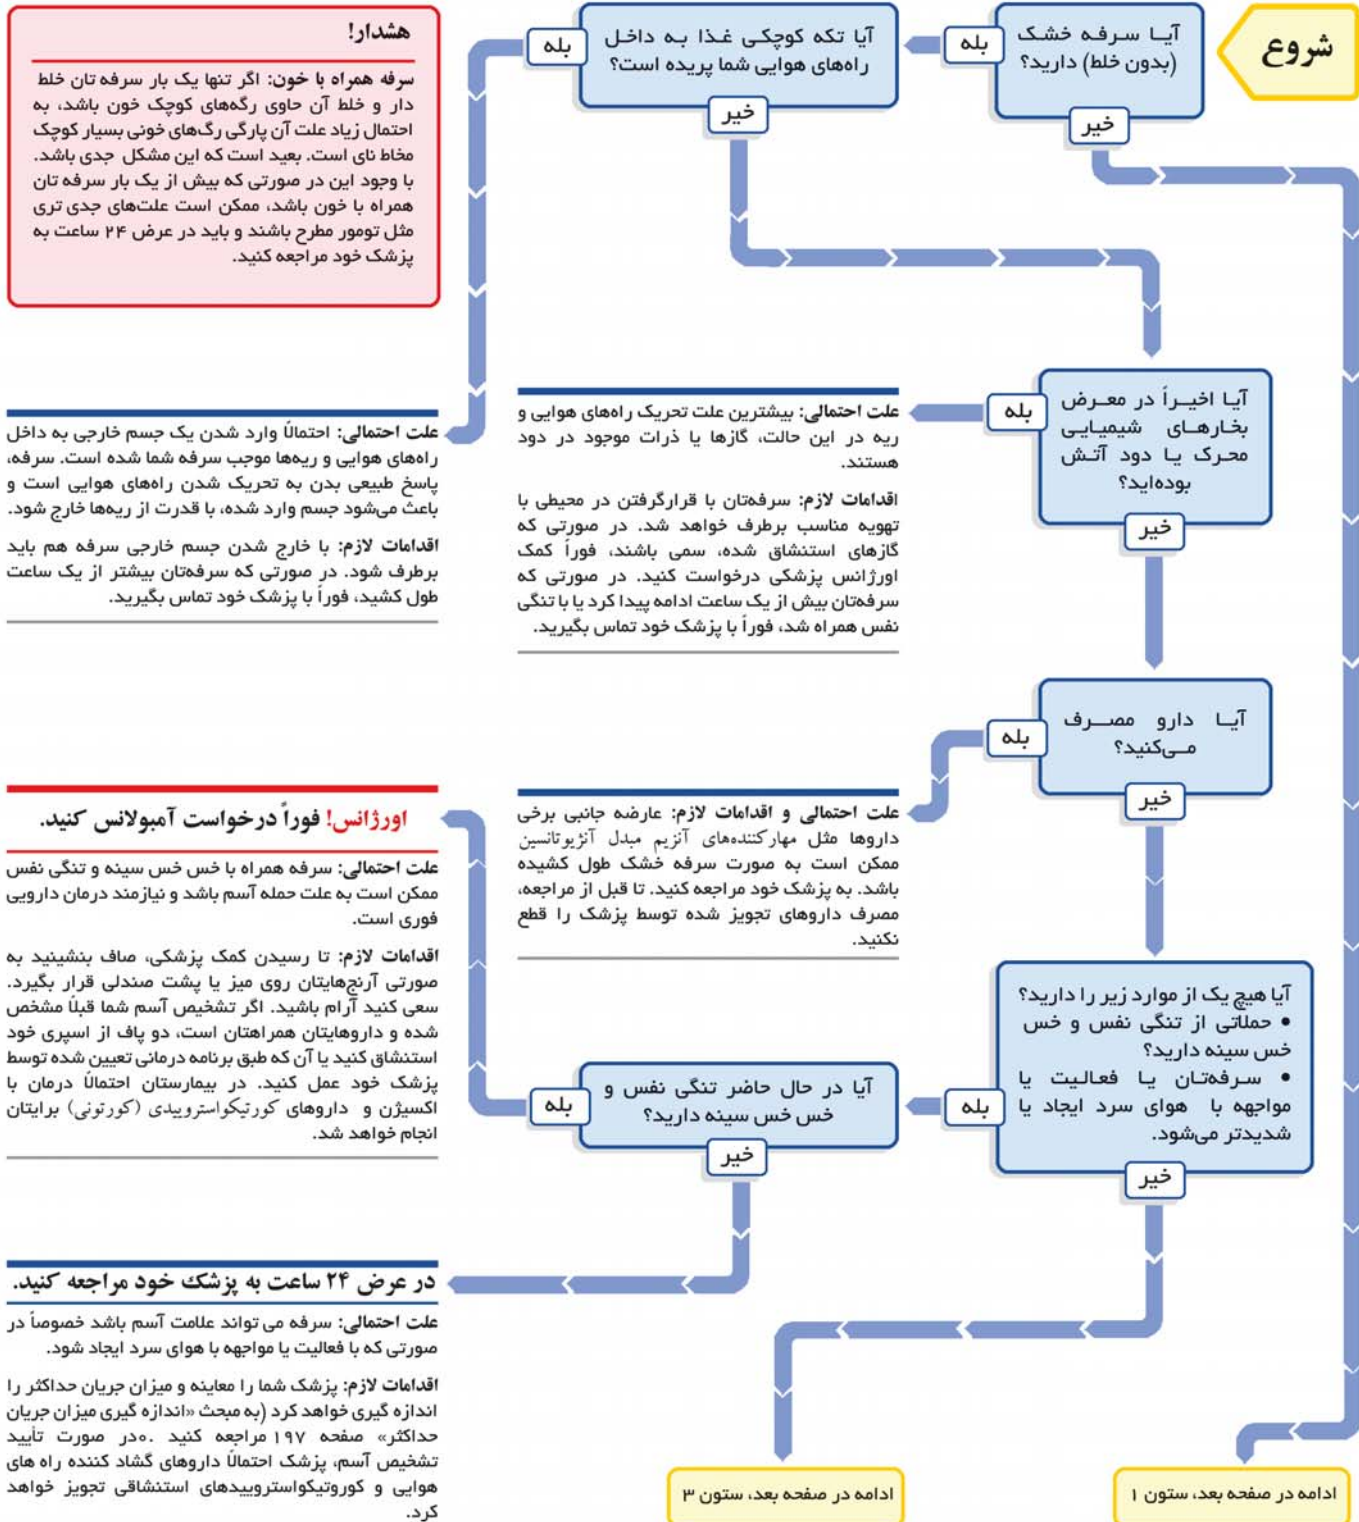 شروع
آیـا سـرفـه خشـک
(بدون خلط) دارید؟
بله
خیر
آیا تکه کوچکـی غـذا بـه داخـل
راه‌های هوایی شما پریده است؟
بله
خیر
هشدار!
سرفه همراه با خون: اگر تنها یک بار سرفه تان خلط
دار و خلط آن حاوی رگه‌های کوچک خون باشد، به
احتمال زیاد علت آن پارگی رگ‌های خونی بسیار کوچک
مخاط نای است. بعید است که این مشکل جدی باشد.
با وجود این در صورتی که بیش از یک بار سرفه تان
همراه با خون باشد، ممکن است علت‌های جدی تری
مثل تومور مطرح باشند و باید در عرض ۲۴ ساعت به
پزشک خود مراجعه کنید.
آیـا اخیـراً در معـرض
بخارهـای شیمیـایـی
محـرک یـا دود آتـش
بوده‌اید؟
بله
خیر
علت احتمالی: بیشترین علت تحریک راه‌های هوایی و
ریه در این حالت، گازها یا ذرات موجود در دود
هستند.
اقدامات لازم: سرفه‌تان با قرارگرفتن در محیطی با
تهویه مناسب برطرف خواهد شد. در صورتی که
گازهای استنشاق شده، سمی باشند، فوراً کمک
اورژانس پزشکی درخواست کنید. در صورتی که
سرفه‌تان بیش از یک ساعت ادامه پیدا کرد یا با تنگی
نفس همراه شد، فوراً با پزشک خود تماس بگیرید.
علت احتمالی: احتمالاً وارد شدن یک جسم خارجی به داخل
راه‌های هوایی و ریه‌ها موجب سرفه شما شده است. سرفه،
پاسخ طبیعی بدن به تحریک شدن راه‌های هوایی است و
باعث می‌شود جسم وارد شده، با قدرت از ریه‌ها خارج شود.
اقدامات لازم: با خارج شدن جسم خارجی سرفه هم باید
برطرف شود. در صورتی که سرفه‌تان بیشتر از یک ساعت
طول کشید، فوراً با پزشک خود تماس بگیرید.
آیـا دارو مصـــرف
مــی‌کنید؟
بله
خیر
علت احتمالی و اقدامات لازم: عارضه جانبی برخی
داروها مثل مهارکننده‌های آنزیم مبدل آنژیوتانسین
ممکن است به صورت سرفه خشک طول کشیده
باشد. به پزشک خود مراجعه کنید. تا قبل از مراجعه،
مصرف داروهای تجویز شده توسط پزشک را قطع
نکنید.
آیا هیچ یک از موارد زیر را دارید؟
• حملاتی از تنگی نفس و خس
خس سینه دارید؟
• سـرفه‌تـان یـا فعـالیـت یـا
مواجهه با هوای سرد ایجاد یا
شدیدتر می‌شود.
بله
خیر
آیا در حال حاضر تنگی نفس و
خس خس سینه دارید؟
بله
خیر
اورژانس! فوراً درخواست آمبولانس کنید.
علت احتمالی: سرفه همراه با خس خس سینه و تنگی نفس
ممکن است به علت حمله آسم باشد و نیازمند درمان دارویی
فوری است.
اقدامات لازم: تا رسیدن کمک پزشکی، صاف بنشینید به
صورتی آرنج‌هایتان روی میز یا پشت صندلی قرار بگیرد.
سعی کنید آرام باشید. اگر تشخیص آسم شما قبلاً مشخص
شده و داروهایتان همراهتان است، دو پاف از اسپری خود
استنشاق کنید یا آن که طبق برنامه درمانی تعیین شده توسط
پزشک خود عمل کنید. در بیمارستان احتمالاً درمان با
اکسیژن و داروهای کورتیکواستروییدی (کورتونی) برایتان
انجام خواهد شد.
در عرض ۲۴ ساعت به پزشک خود مراجعه کنید.
علت احتمالی: سرفه می تواند علامت آسم باشد خصوصاً در
صورتی که با فعالیت یا مواجهه با هوای سرد ایجاد شود.
اقدامات لازم: پزشک شما را معاینه و میزان جریان حداکثر را
اندازه گیری خواهد کرد (به مبحث «اندازه گیری میزان جریان
حداکثر» صفحه ۱۹۷ مراجعه کنید .ه‌در صورت تأیید
تشخیص آسم، پزشک احتمالاً داروهای گشاد کننده راه های
هوایی و کوروتیکواستروییدهای استنشاقی تجویز خواهد
کرد.
ادامه در صفحه بعد، ستون ۳
ادامه در صفحه بعد، ستون ۱